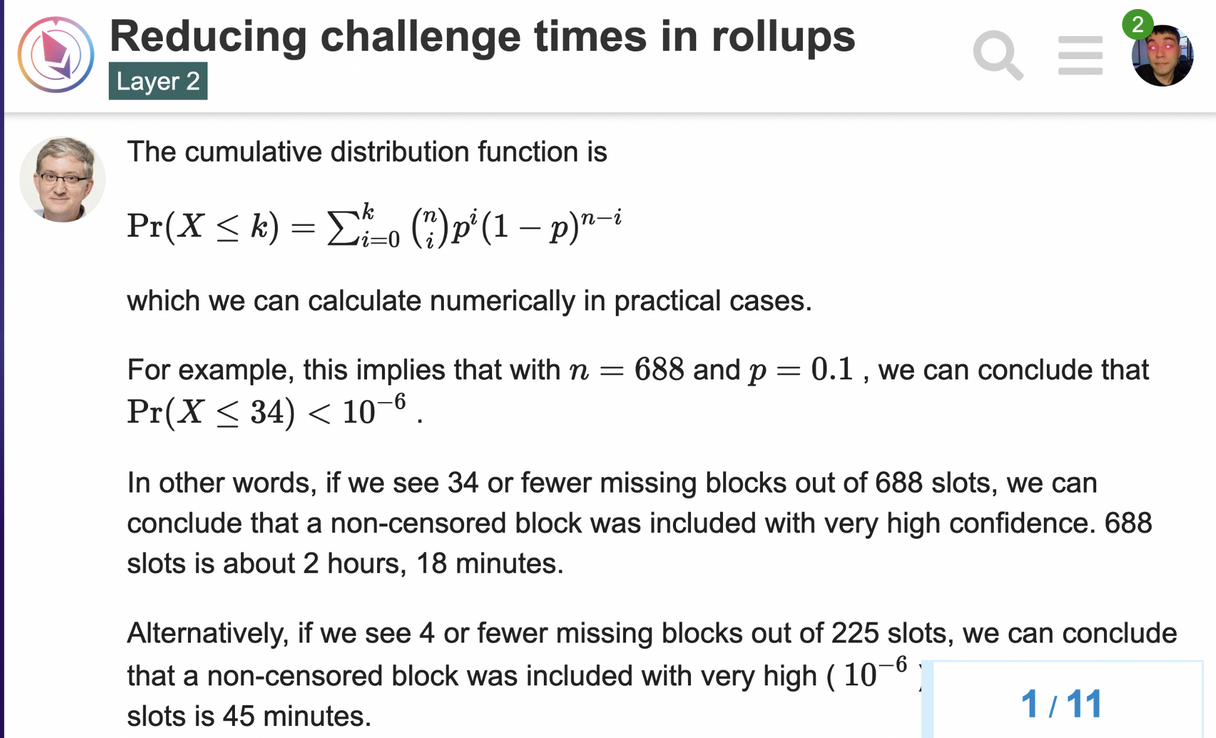 Reducing challenge times in rollups
Layer 2
2
The cumulative distribution function is
Pr(X ≤ k) = ∑ᵏᵢ₌₀ (ⁿᵢ)pⁱ(1 − p)ⁿ⁻ⁱ
which we can calculate numerically in practical cases.
For example, this implies that with n = 688 and p = 0.1 , we can conclude that
Pr(X ≤ 34) < 10⁻⁶ .
In other words, if we see 34 or fewer missing blocks out of 688 slots, we can
conclude that a non-censored block was included with very high confidence. 688
slots is about 2 hours, 18 minutes.
Alternatively, if we see 4 or fewer missing blocks out of 225 slots, we can conclude
that a non-censored block was included with very high ( 10⁻⁶
slots is 45 minutes.
1 / 11